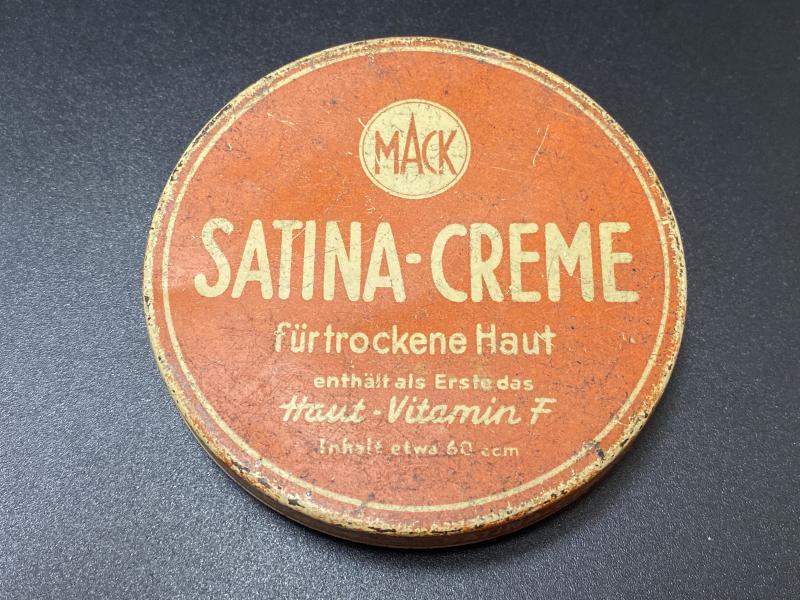 MACK
SATINA-CREME
für trockene Haut
enthält als Erste das
Haut-Vitamin F
Inhalt etwa 60 ccm